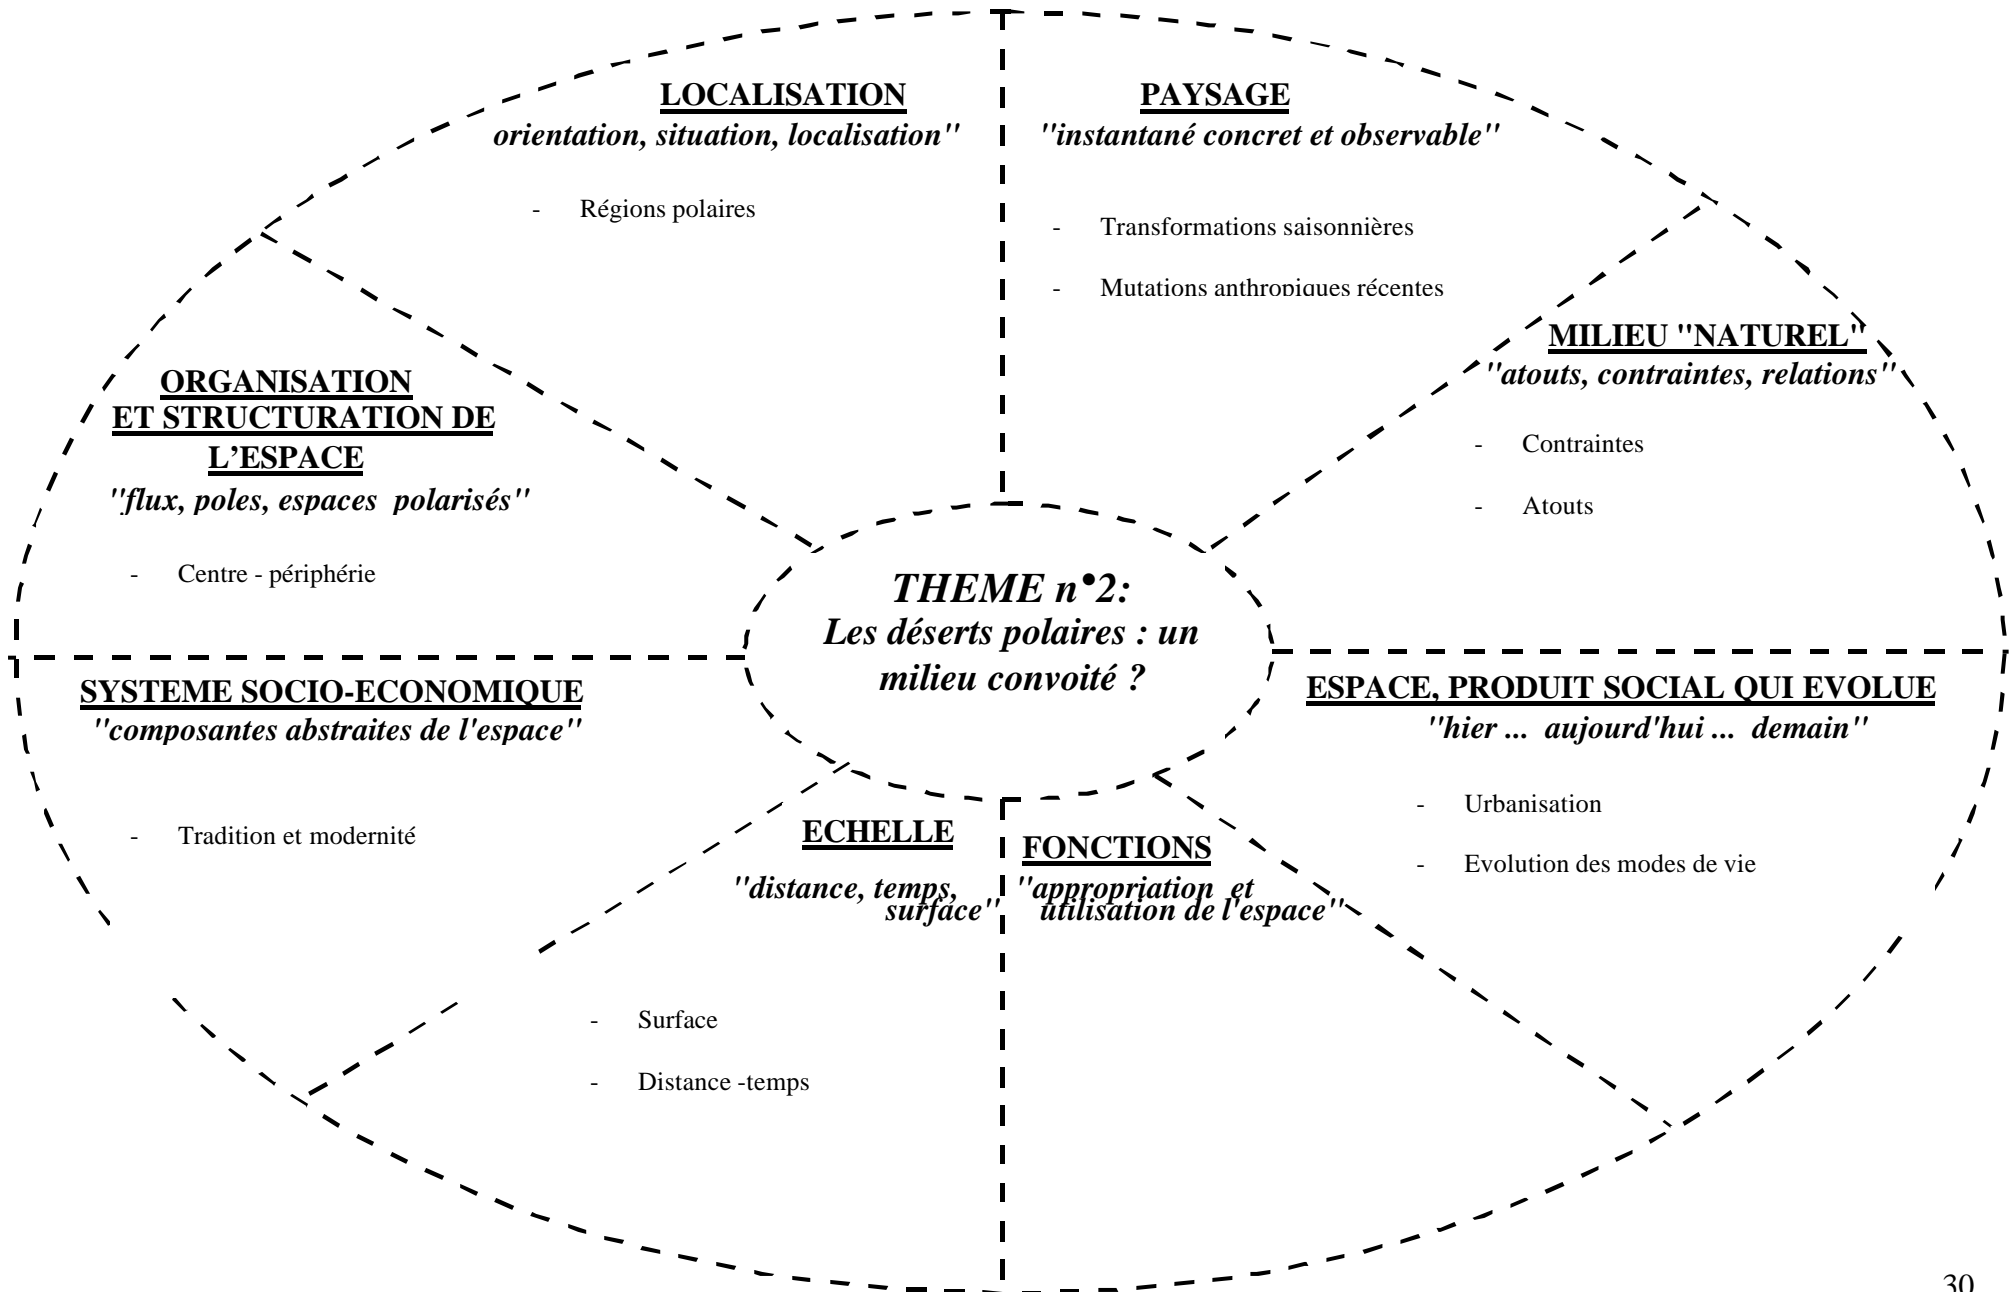 LOCALISATION
orientation, situation, localisation"
- Régions polaires
PAYSAGE
"instantané concret et observable"
- Transformations saisonnières
- Mutations anthropiques récentes
MILIEU "NATUREL"
"atouts, contraintes, relations"
- Contraintes
- Atouts
ORGANISATION
ET STRUCTURATION DE
L'ESPACE
"flux, poles, espaces polarisés"
- Centre - périphérie
THEME n°2:
Les déserts polaires : un
milieu convoité ?
SYSTEME SOCIO-ECONOMIQUE
"composantes abstraites de l'espace"
- Tradition et modernité
ESPACE, PRODUIT SOCIAL QUI EVOLUE
"hier ... aujourd'hui ... demain"
- Urbanisation
- Evolution des modes de vie
ECHELLE
"distance, temps,
surface"
- Surface
- Distance -temps
FONCTIONS
"appropriation et
utilisation de l'espace"
30